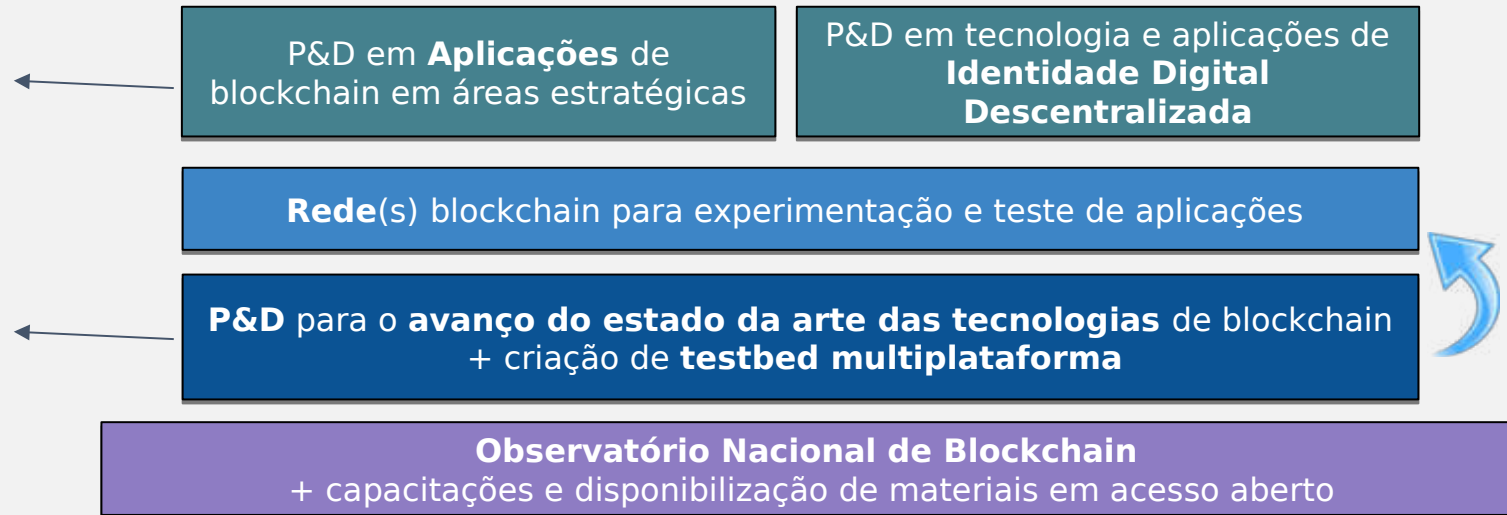 P&D em Aplicações de
blockchain em áreas estratégicas
P&D em tecnologia e aplicações de
Identidade Digital
Descentralizada
Rede(s) blockchain para experimentação e teste de aplicações
P&D para o avanço do estado da arte das tecnologias de blockchain
+ criação de testbed multiplataforma
Observatório Nacional de Blockchain
+ capacitações e disponibilização de materiais em acesso aberto